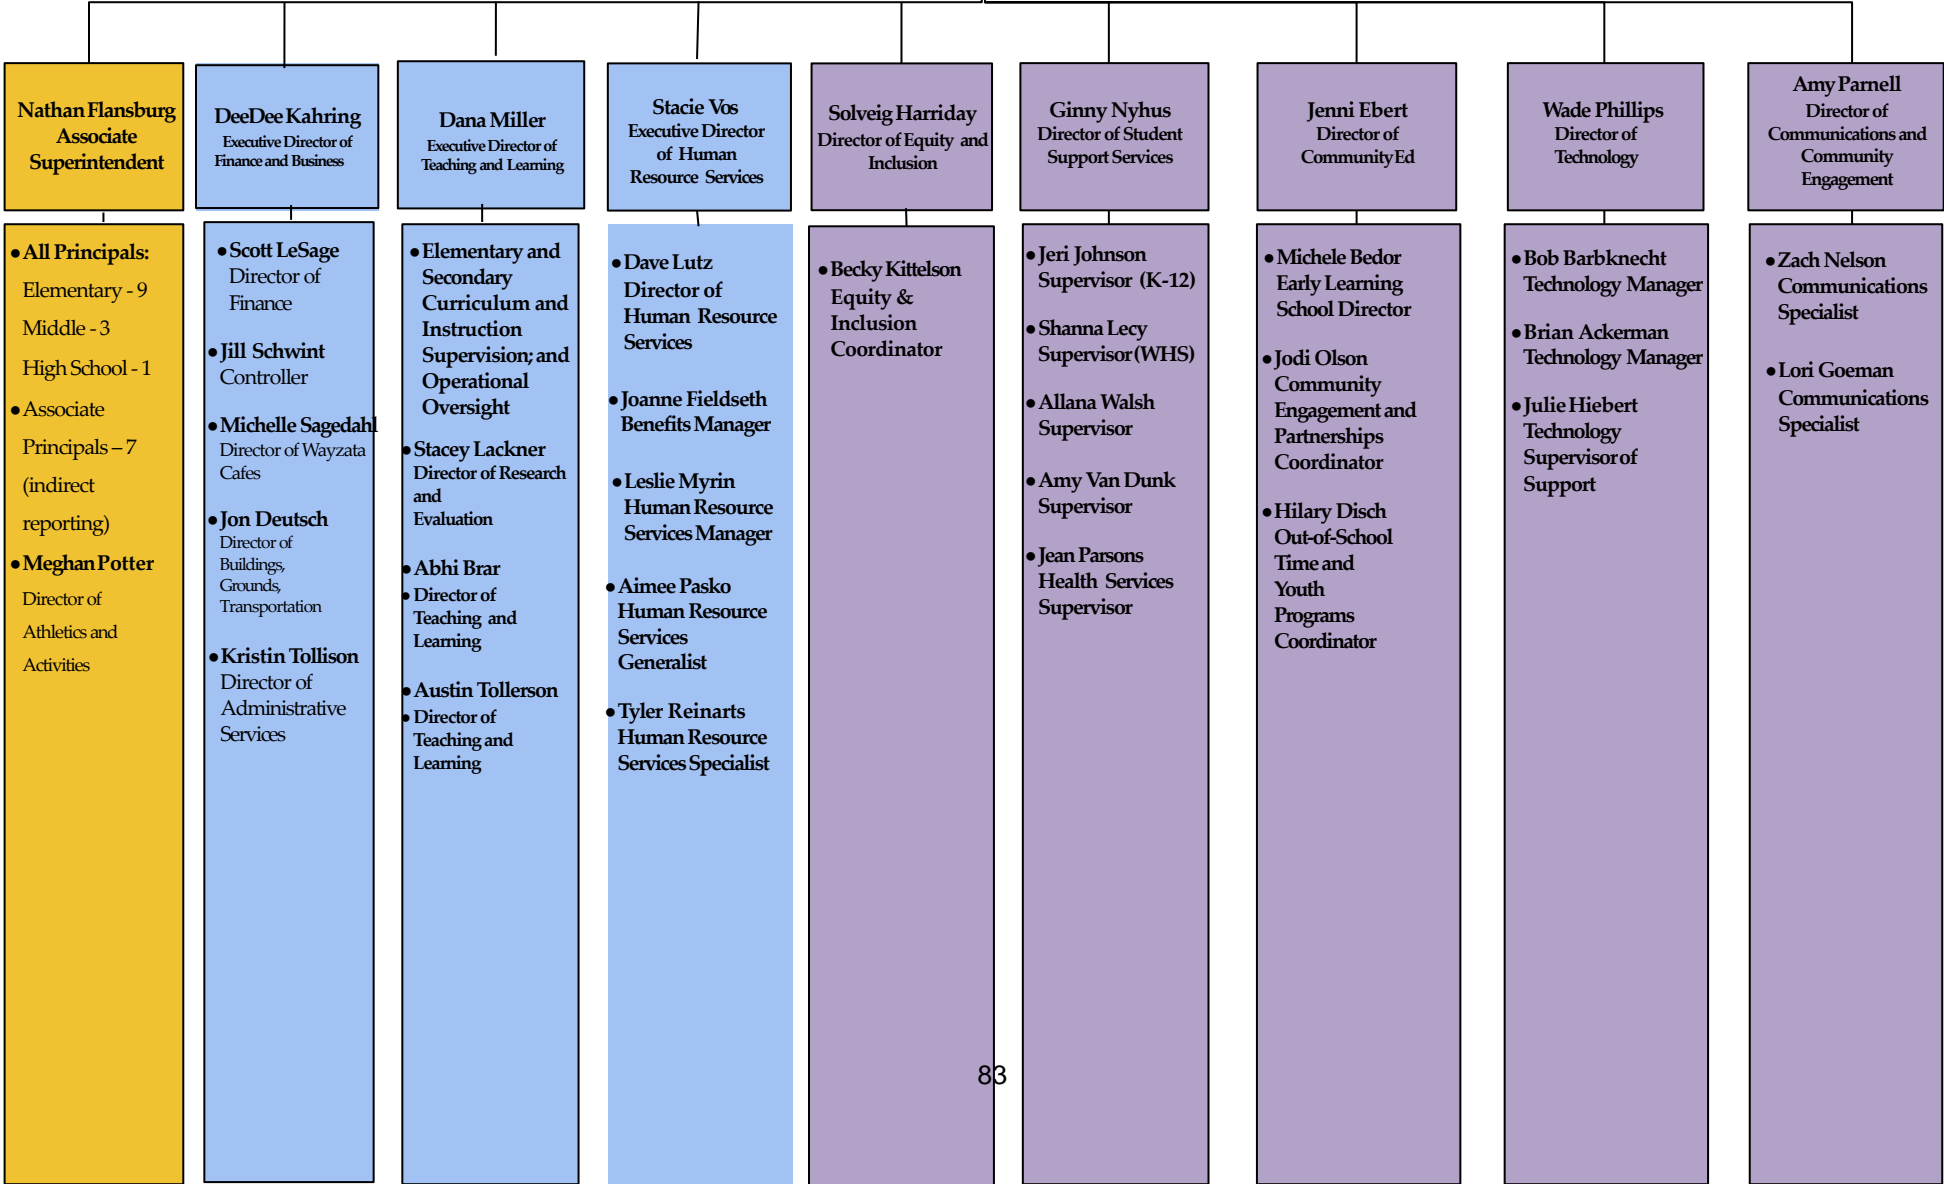 Nathan Flansburg
Associate
Superintendent
● All Principals:
Elementary - 9
Middle - 3
High School - 1
● Associate
Principals – 7
(indirect
reporting)
● Meghan Potter
Director of
Athletics and
Activities
DeeDee Kahring
Executive Director of
Finance and Business
● Scott LeSage
Director of
Finance
● Jill Schwint
Controller
● Michelle Sagedahl
Director of Wayzata
Cafes
● Jon Deutsch
Director of
Buildings,
Grounds,
Transportation
● Kristin Tollison
Director of
Administrative
Services
Dana Miller
Executive Director of
Teaching and Learning
● Elementary and
Secondary
Curriculum and
Instruction
Supervision; and
Operational
Oversight
● Stacey Lackner
Director of Research
and
Evaluation
● Abhi Brar
● Director of
Teaching and
Learning
● Austin Tollerson
● Director of
Teaching and
Learning
Stacie Vos
Executive Director
of Human
Resource Services
● Dave Lutz
Director of
Human Resource
Services
● Joanne Fieldseth
Benefits Manager
● Leslie Myrin
Human Resource
Services Manager
● Aimee Pasko
Human Resource
Services
Generalist
● Tyler Reinarts
Human Resource
Services Specialist
Solveig Harriday
Director of Equity and
Inclusion
● Becky Kittelson
Equity &
Inclusion
Coordinator
Ginny Nyhus
Director of Student
Support Services
● Jeri Johnson
Supervisor (K-12)
● Shanna Lecy
Supervisor (WHS)
● Allana Walsh
Supervisor
● Amy Van Dunk
Supervisor
● Jean Parsons
Health Services
Supervisor
Jenni Ebert
Director of
Community Ed
● Michele Bedor
Early Learning
School Director
● Jodi Olson
Community
Engagement and
Partnerships
Coordinator
● Hilary Disch
Out-of-School
Time and
Youth
Programs
Coordinator
Wade Phillips
Director of
Technology
● Bob Barbknecht
Technology Manager
● Brian Ackerman
Technology Manager
● Julie Hiebert
Technology
Supervisor of
Support
Amy Parnell
Director of
Communications and
Community
Engagement
● Zach Nelson
Communications
Specialist
● Lori Goeman
Communications
Specialist
83